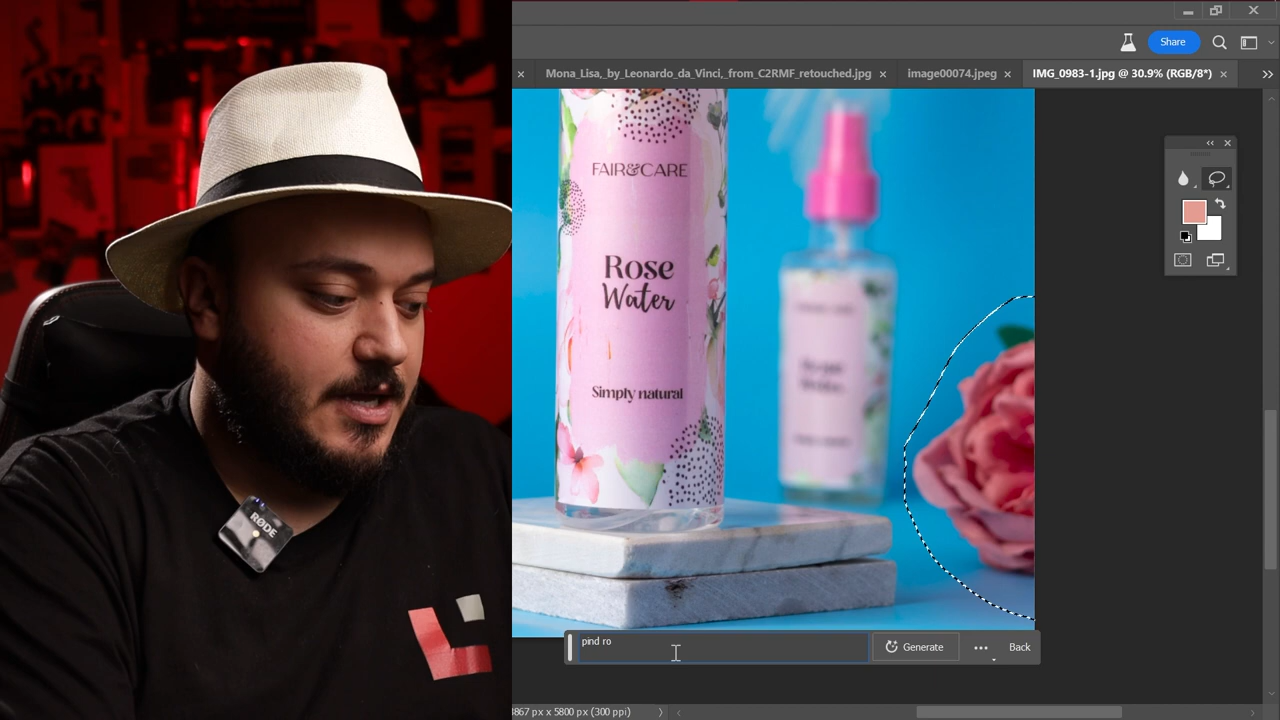 Share
Mona_Lisa,_by_Leonardo_da_Vinci,_from_C2RMF_retouched.jpg
image00074.jpeg
IMG_0983-1.jpg @ 30.9% (RGB/8*)
FAIR&CARE
Rose
Water
Simply natural
RØDE
pind ro
Generate
Back
3867 px x 5800 px (300 ppi)